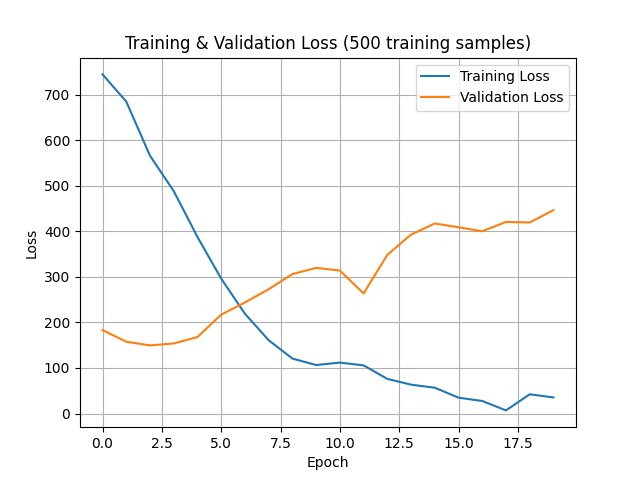 Training & Validation Loss (500 training samples)
Training Loss
Validation Loss
700
600
500
400
300
200
100
0
Loss
0.0 2.5 5.0 7.5 10.0 12.5 15.0 17.5
Epoch